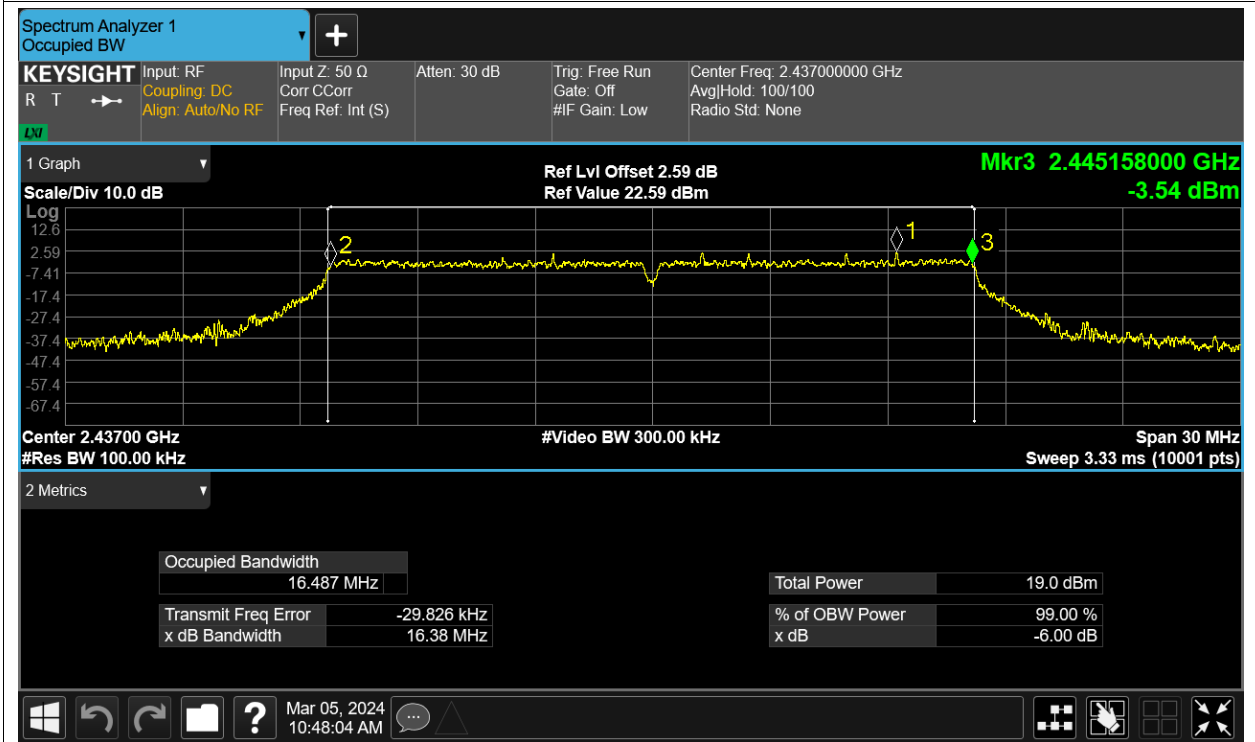 Spectrum Analyzer 1
Occupied BW
+
KEYSIGHT
R T
LXI
Input: RF
Coupling: DC
Align: Auto/No RF
Input Z: 50 Ω
Corr CCorr
Freq Ref: Int (S)
Atten: 30 dB
Trig: Free Run
Gate: Off
#IF Gain: Low
Center Freq: 2.437000000 GHz
Avg|Hold: 100/100
Radio Std: None
1 Graph
Ref Lvl Offset 2.59 dB
Mkr3 2.445158000 GHz
Scale/Div 10.0 dB
Ref Value 22.59 dBm
-3.54 dBm
Log
12.6
2.59
-7.41
-17.4
-27.4
-37.4
-47.4
-57.4
-67.4
2
1
3
Center 2.43700 GHz
#Video BW 300.00 kHz
Span 30 MHz
#Res BW 100.00 kHz
Sweep 3.33 ms (10001 pts)
2 Metrics
Occupied Bandwidth
16.487 MHz
Total Power 19.0 dBm
Transmit Freq Error -29.826 kHz
% of OBW Power 99.00 %
x dB Bandwidth 16.38 MHz
x dB -6.00 dB
?
Mar 05, 2024
10:48:04 AM